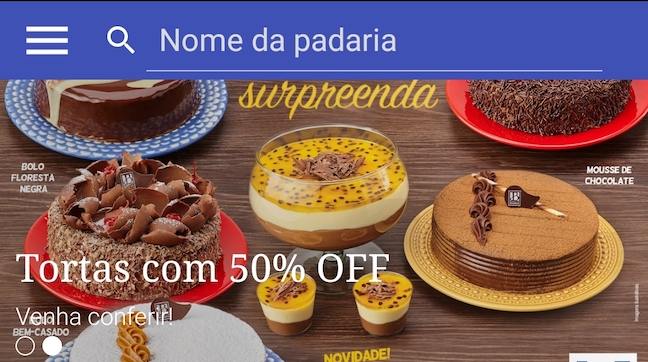 Nome da padaria
surpreenda
BOLO
FLORESTA
NEGRA
MOUSSE DE
CHOCOLATE
Tortas com 50% OFF
Venha conferir!
BEM-CASADO
NOVIDADE!